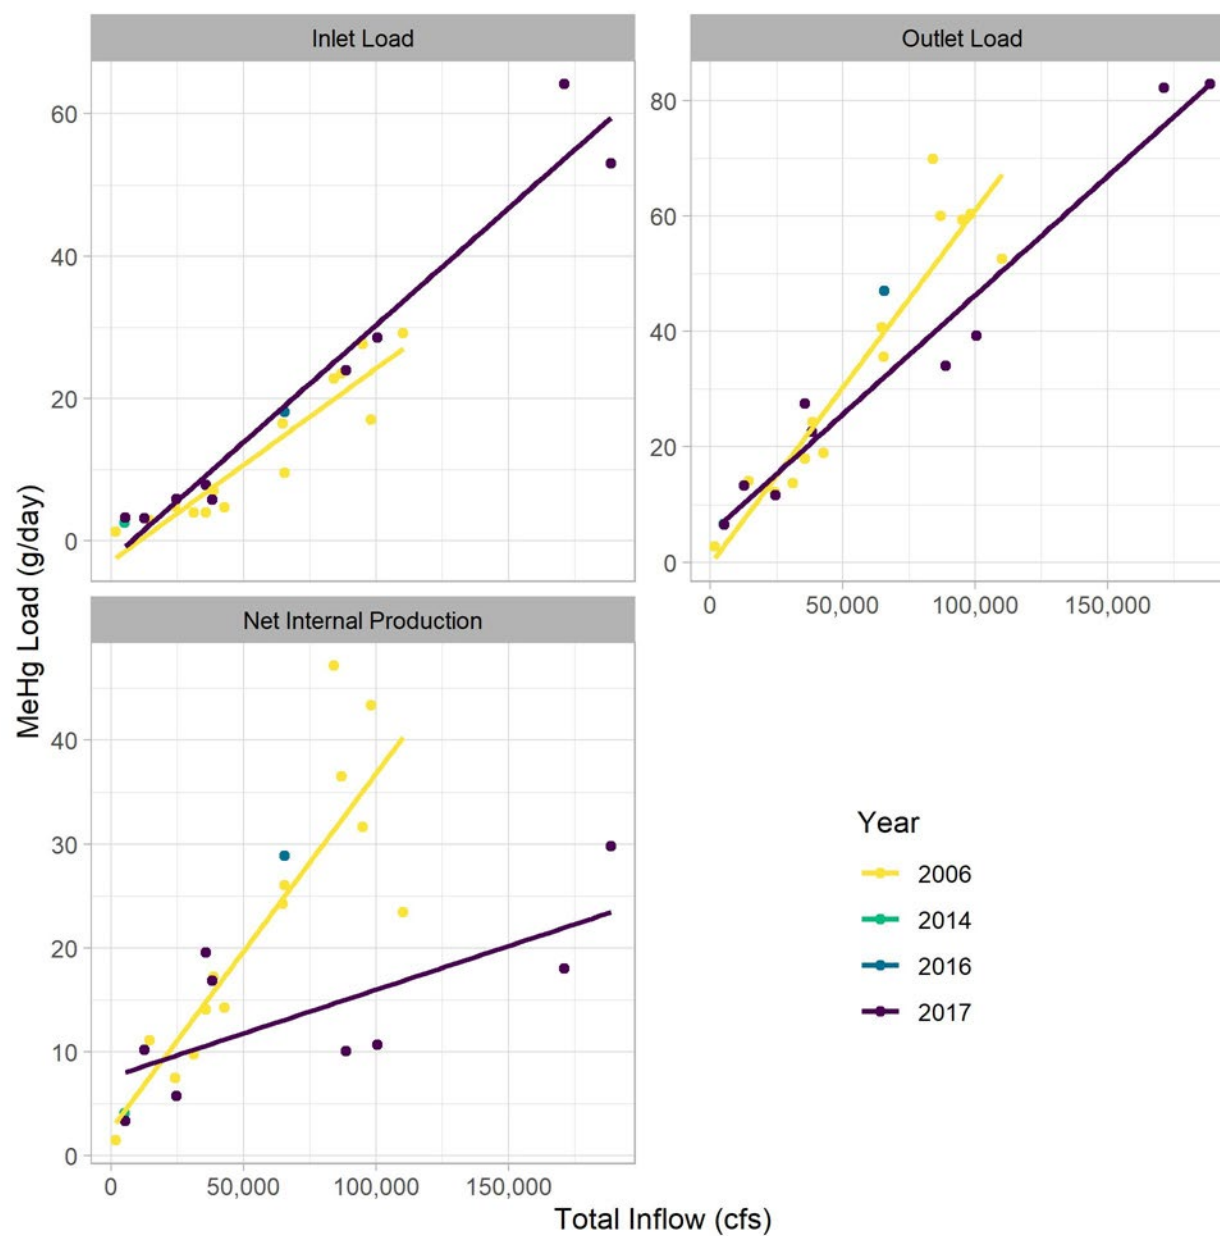 Inlet Load
Outlet Load
60
40
20
0
80
60
40
20
0
0 50,000 100,000 150,000
Net Internal Production
40
30
20
10
0
0 50,000 100,000 150,000
MeHg Load (g/day)
Total Inflow (cfs)
Year
2006
2014
2016
2017